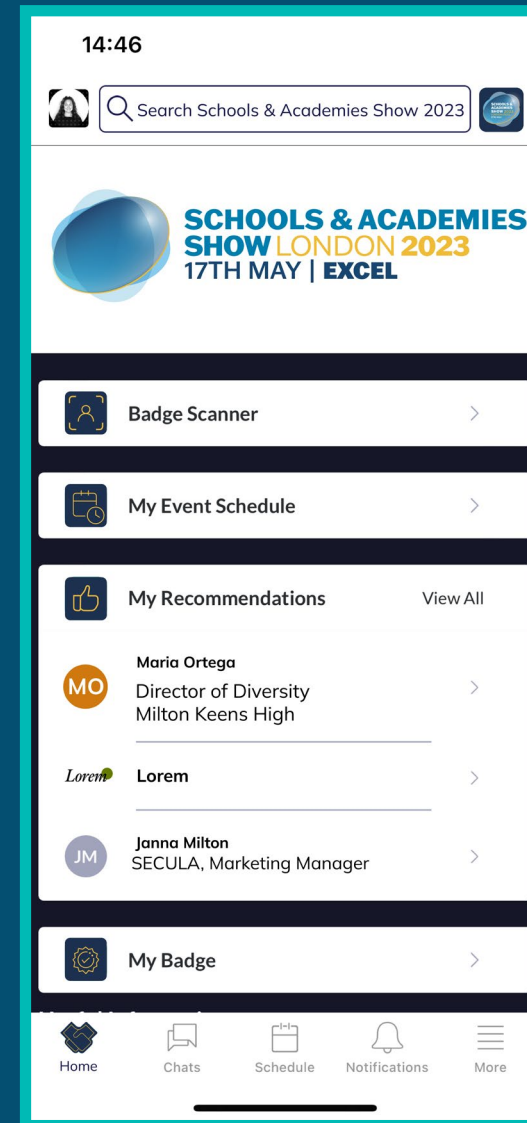 14:46
Search Schools & Academies Show 2023
SCHOOLS & ACADEMIES
SHOW LONDON 2023
17TH MAY | EXCEL
Badge Scanner
My Event Schedule
My Recommendations View All
MO
Maria Ortega
Director of Diversity
Milton Keens High
Lorem Lorem
JM
Janna Milton
SECULA, Marketing Manager
My Badge
Home Chats Schedule Notifications More